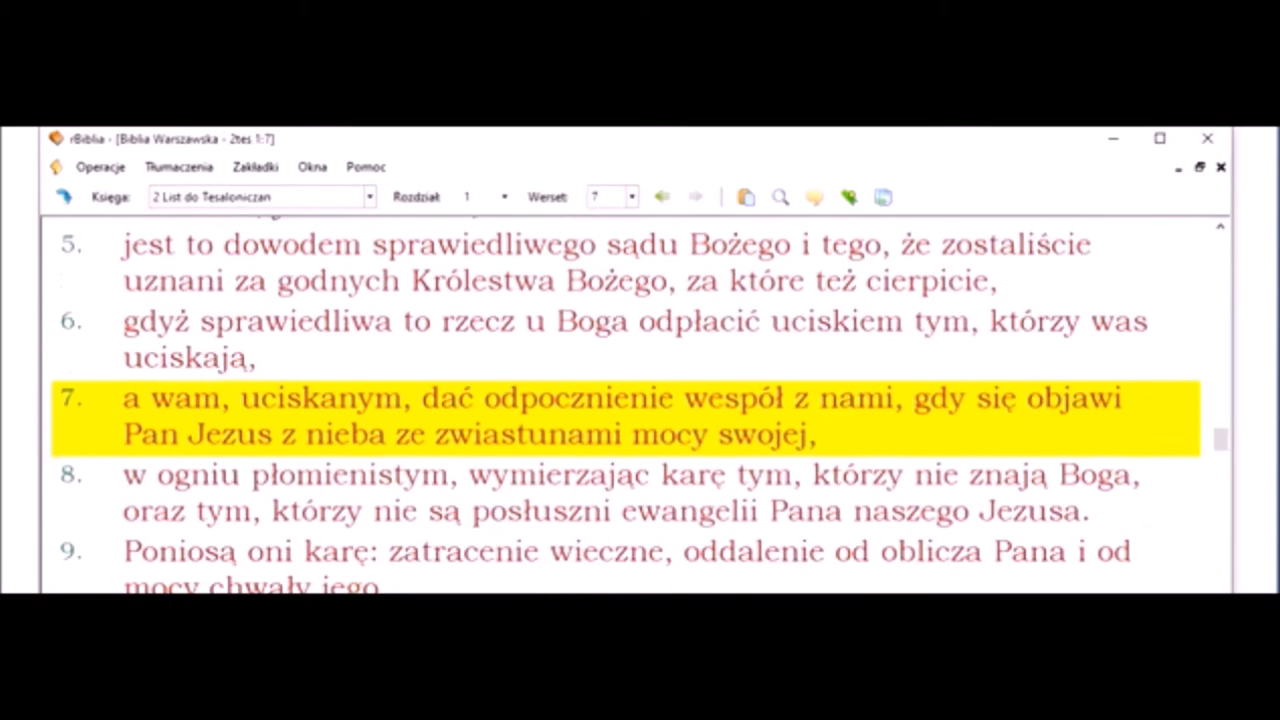 rBiblia - [Biblia Warszawska - 2tes 1:7]
Operacje Tłumaczenia Zakładki Okna Pomoc
Księga: 2 List do Tesaloniczan Rozdział: 1 Werset: 7
5. jest to dowodem sprawiedliwego sądu Bożego i tego, że zostaliście
uznani za godnych Królestwa Bożego, za które też cierpicie,
6. gdyż sprawiedliwa to rzecz u Boga odpłacić uciskiem tym, którzy was
uciskają,
7. a wam, uciskanym, dać odpocznienie wespół z nami, gdy się objawi
Pan Jezus z nieba ze zwiastunami mocy swojej,
8. w ogniu płomienistym, wymierzając karę tym, którzy nie znają Boga,
oraz tym, którzy nie są posłuszni ewangelii Pana naszego Jezusa.
9. Poniosą oni karę: zatracenie wieczne, oddalenie od oblicza Pana i od
mocy chwały jego